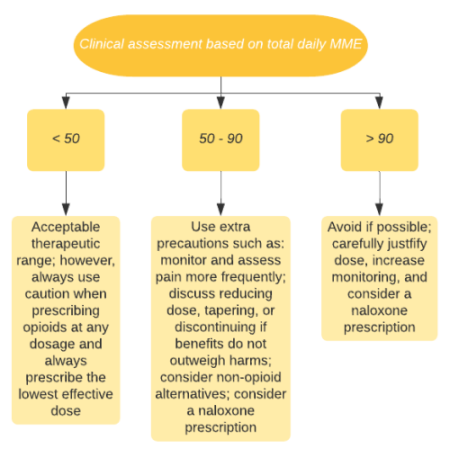 Clinical assessment based on total daily MME
< 50
50 - 90
> 90
Acceptable
therapeutic
range; however,
always use
caution when
prescribing
opioids at any
dosage and
always
prescribe the
lowest effective
dose
Use extra
precautions such as:
monitor and assess
pain more frequently;
discuss reducing
dose, tapering, or
discontinuing if
benefits do not
outweigh harms;
consider non-opioid
alternatives; consider
a naloxone
prescription
Avoid if possible;
carefully justfify
dose, increase
monitoring, and
consider a
naloxone
prescription